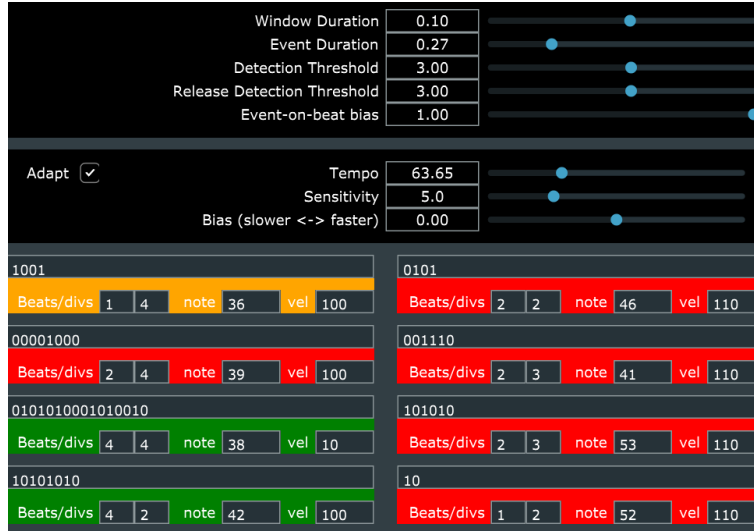 Window Duration 0.10
Event Duration 0.27
Detection Threshold 3.00
Release Detection Threshold 3.00
Event-on-beat bias 1.00
Adapt Tempo 63.65
Sensitivity 5.0
Bias (slower <-> faster) 0.00
1001
Beats/divs 1 4 note 36 vel 100
0101
Beats/divs 2 2 note 46 vel 110
00001000
Beats/divs 2 4 note 39 vel 100
001110
Beats/divs 2 3 note 41 vel 110
0101010001010010
Beats/divs 4 4 note 38 vel 10
101010
Beats/divs 2 3 note 53 vel 110
10101010
Beats/divs 4 2 note 42 vel 100
10
Beats/divs 1 2 note 52 vel 110